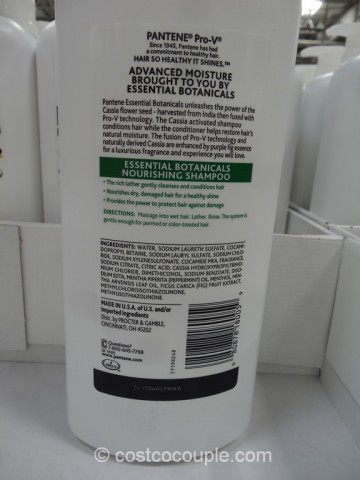 PANTENE® Pro-V®
Since 1945, Pantene has had
a commitment to healthy hair.
HAIR SO HEALTHY IT SHINES.™
ADVANCED MOISTURE
BROUGHT TO YOU BY
ESSENTIAL BOTANICALS
Pantene Essential Botanicals unleashes the power of the
Cassia flower seed - harvested from India then fused with
Pro-V technology. The Cassia activated shampoo
conditions hair while the conditioner helps restore hair's
natural moisture. The fusion of Pro-V technology and
naturally derived Cassia are enhanced by purple fig essence
for a luxurious fragrance and experience you will love.
ESSENTIAL BOTANICALS
NOURISHING SHAMPOO
• The rich lather gently cleanses and conditions hair
• Nourishes dry, damaged hair for a healthy shine
• Provides the power to protect hair against damage
DIRECTIONS: Massage into wet hair. Lather. Rinse. The system is
gentle enough for permed or color-treated hair.
INGREDIENTS: WATER, SODIUM LAURETH SULFATE, COCAMI-
DOPROPYL BETAINE, SODIUM LAURYL SULFATE, SODIUM CHLO-
RIDE, SODIUM XYLENESULFONATE, COCAMIDE MEA, FRAGRANCE,
SODIUM CITRATE, CITRIC ACID, CASSIA HYDROXYPROPYLTRIMO-
NIUM CHLORIDE, DIMETHICONOL, SODIUM BENZOATE, DISO-
DIUM EDTA, MENTHA PIPERITA (PEPPERMINT) OIL, MENTHOL, MEN-
THA ARVENSIS LEAF OIL, FICUS CARICA (FIG) FRUIT EXTRACT,
METHYLCHLOROISOTHIAZOLINONE,
METHYLISOTHIAZOLINONE.
MADE IN U.S.A. of U.S. and/or
imported ingredients
Distr. by PROCTER & GAMBLE,
CINCINNATI, OH 45202
Questions?
1-800-945-7768
or visit
www.pantene.com
P&G
© costcocouple.com